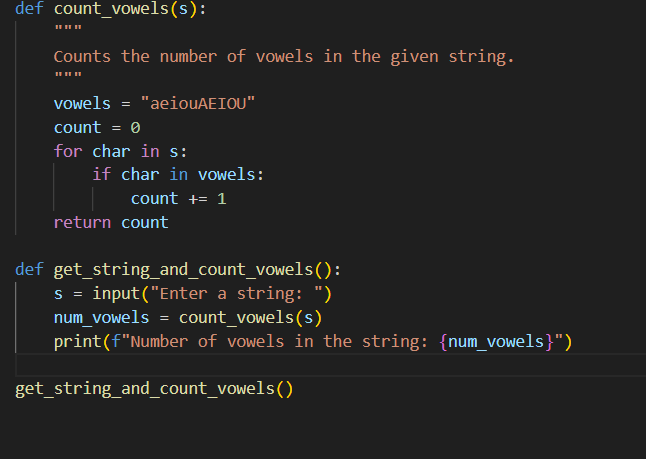 def count_vowels(s):
    """
    Counts the number of vowels in the given string.
    """
    vowels = "aeiouAEIOU"
    count = 0
    for char in s:
        if char in vowels:
            count += 1
    return count

def get_string_and_count_vowels():
    s = input("Enter a string: ")
    num_vowels = count_vowels(s)
    print(f"Number of vowels in the string: {num_vowels}")

get_string_and_count_vowels()